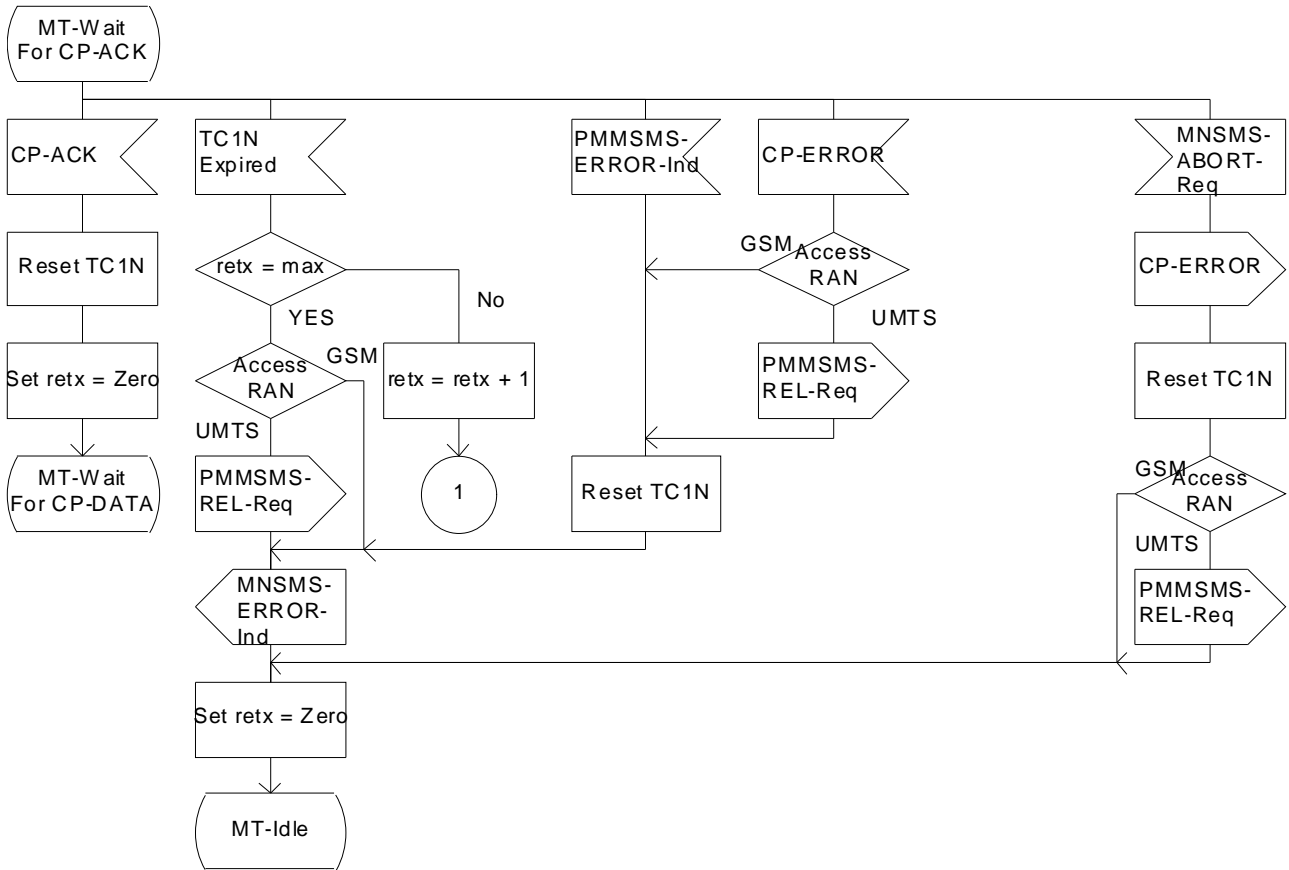 MT-Wait
For CP-ACK
CP-ACK
TC1N
Expired
PMMSMS-
ERROR-Ind
CP-ERROR
MNSMS-
ABORT-
Req
Reset TC1N
retx = max
No
YES
GSM
Access
RAN
UMTS
CP-ERROR
Set retx = Zero
Access
RAN
GSM
UMTS
retx = retx + 1
PMMSMS-
REL-Req
Reset TC1N
MT-Wait
For CP-DATA
PMMSMS-
REL-Req
1
Reset TC1N
GSM
Access
RAN
UMTS
MNSMS-
ERROR-
Ind
PMMSMS-
REL-Req
Set retx = Zero
MT-Idle